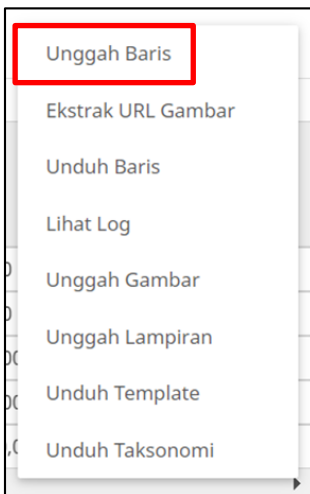 Unggah Baris
Ekstrak URL Gambar
Unduh Baris
Lihat Log
Unggah Gambar
Unggah Lampiran
Unduh Template
Unduh Taksonomi